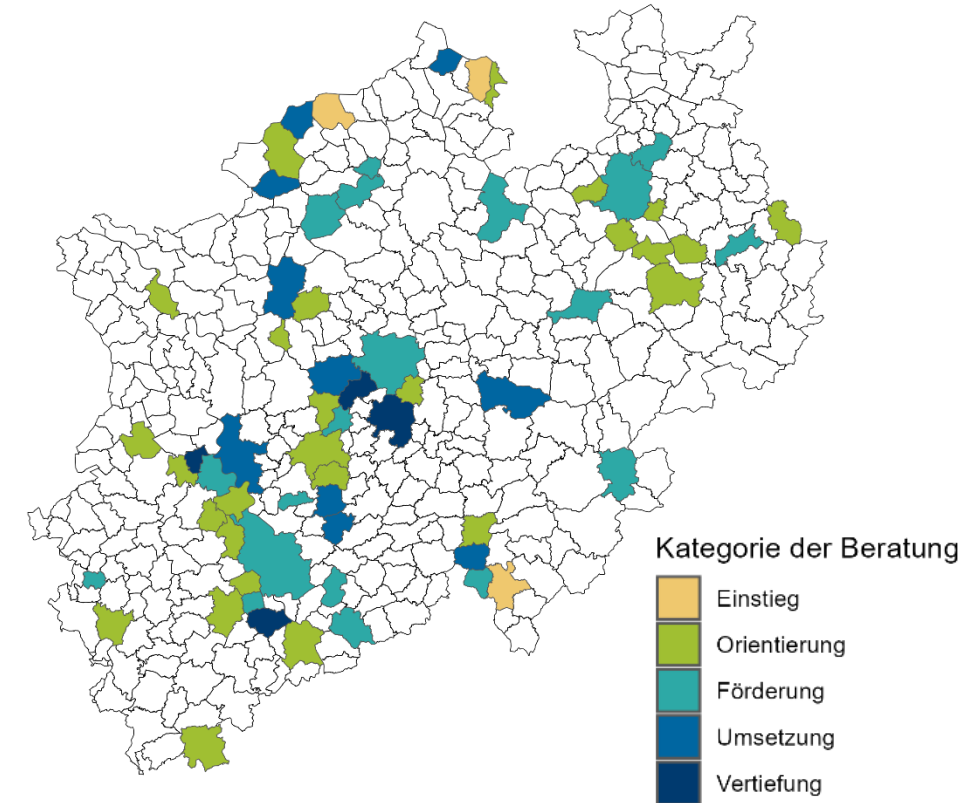 Kategorie der Beratung
Einstieg
Orientierung
Förderung
Umsetzung
Vertiefung